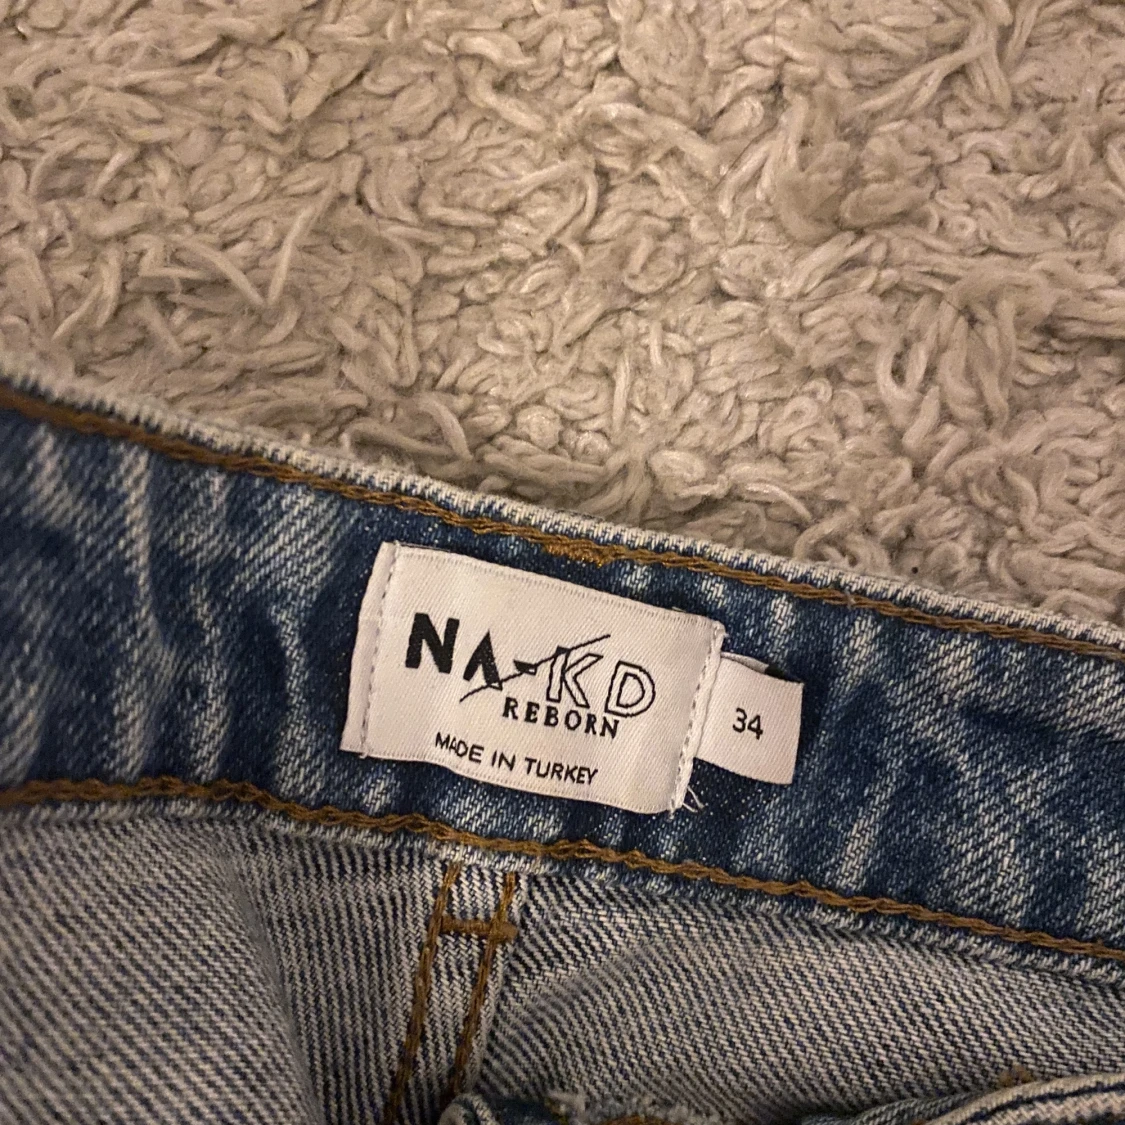 NA-KD
REBORN
MADE IN TURKEY
34